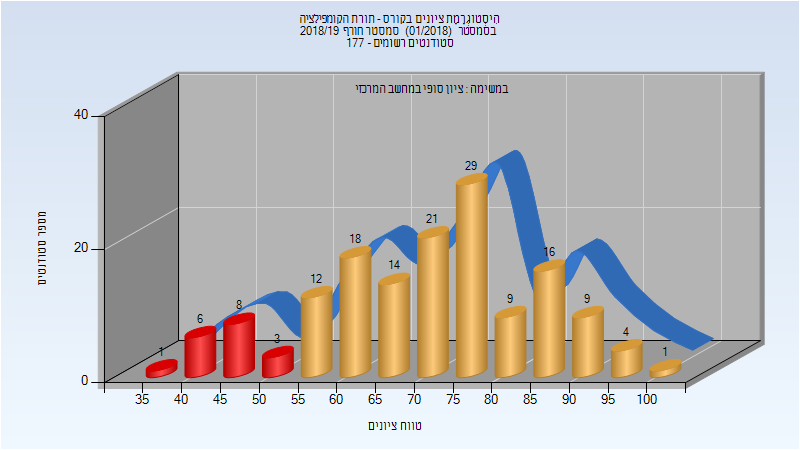 היסטוגרמת ציונים בקורס - תורת הקומפילציה
בסמסטר (01/2018) סמסטר חורף 2018/19
סטודנטים רשומים - 177
במשימה : ציון סופי במחשב המרכזי
מספר סטודנטים
40
20
0
1
6
8
3
12
18
14
21
29
9
16
9
4
1
35 40 45 50 55 60 65 70 75 80 85 90 95 100
טווח ציונים